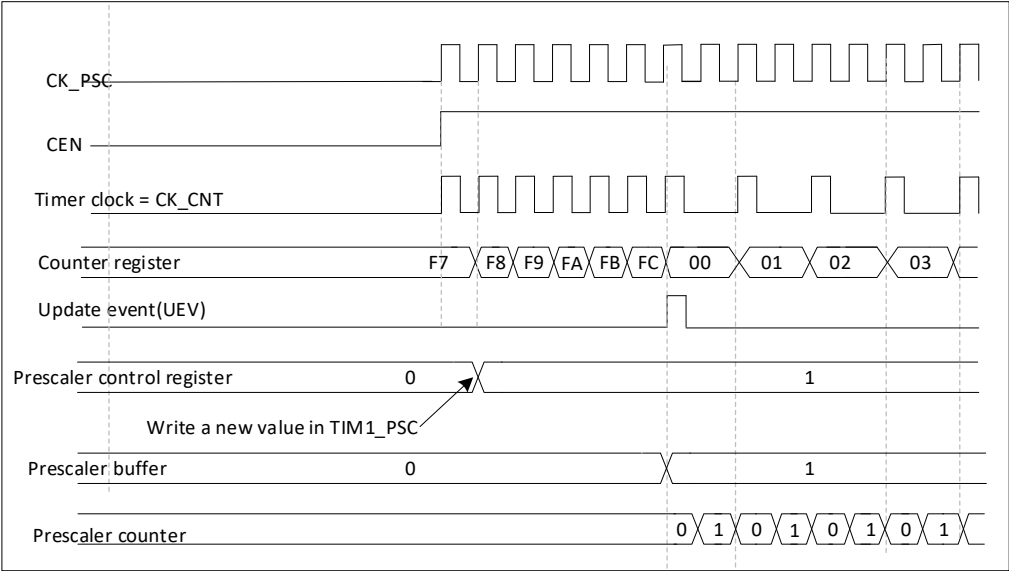 CK_PSC
CEN
Timer clock = CK_CNT
Counter register F7 F8 F9 FA FB FC 00 01 02 03
Update event(UEV)
Prescaler control register 0 1
Write a new value in TIM1_PSC
Prescaler buffer 0 1
Prescaler counter 0 1 0 1 0 1 0 1